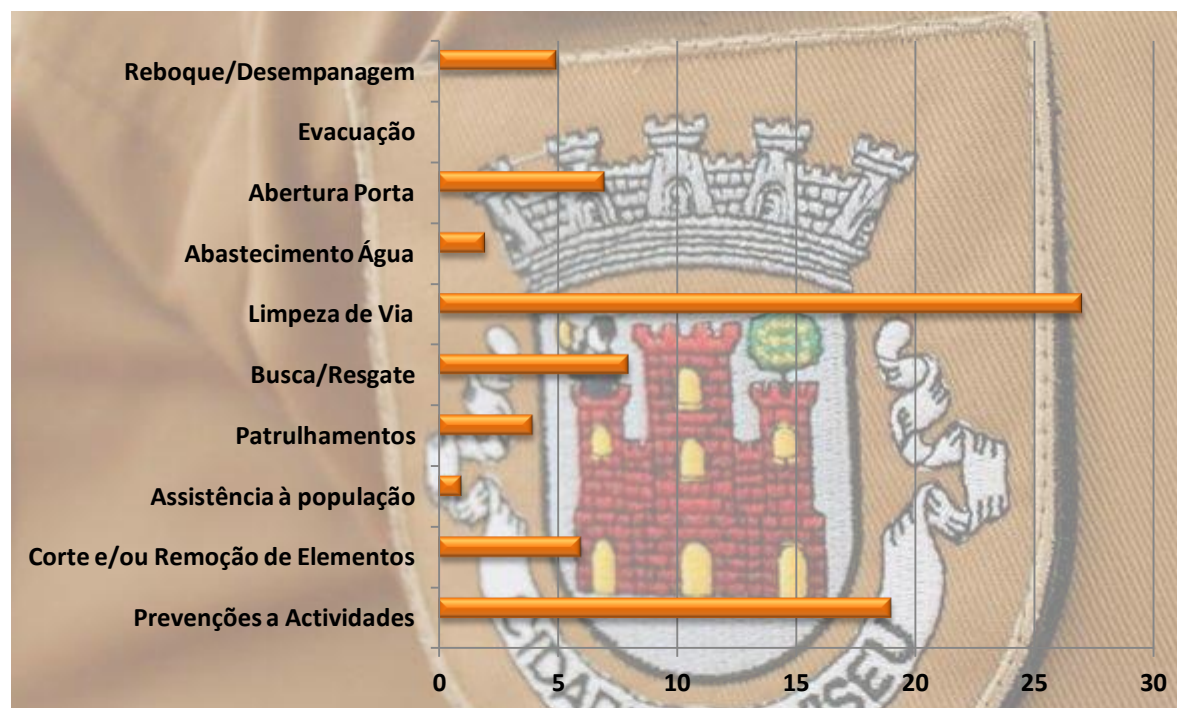 Reboque/Desempanagem
Evacuação
Abertura Porta
Abastecimento Água
Limpeza de Via
Busca/Resgate
Patrulhamentos
Assistência à população
Corte e/ou Remoção de Elementos
Prevenções a Actividades
0 5 10 15 20 25 30